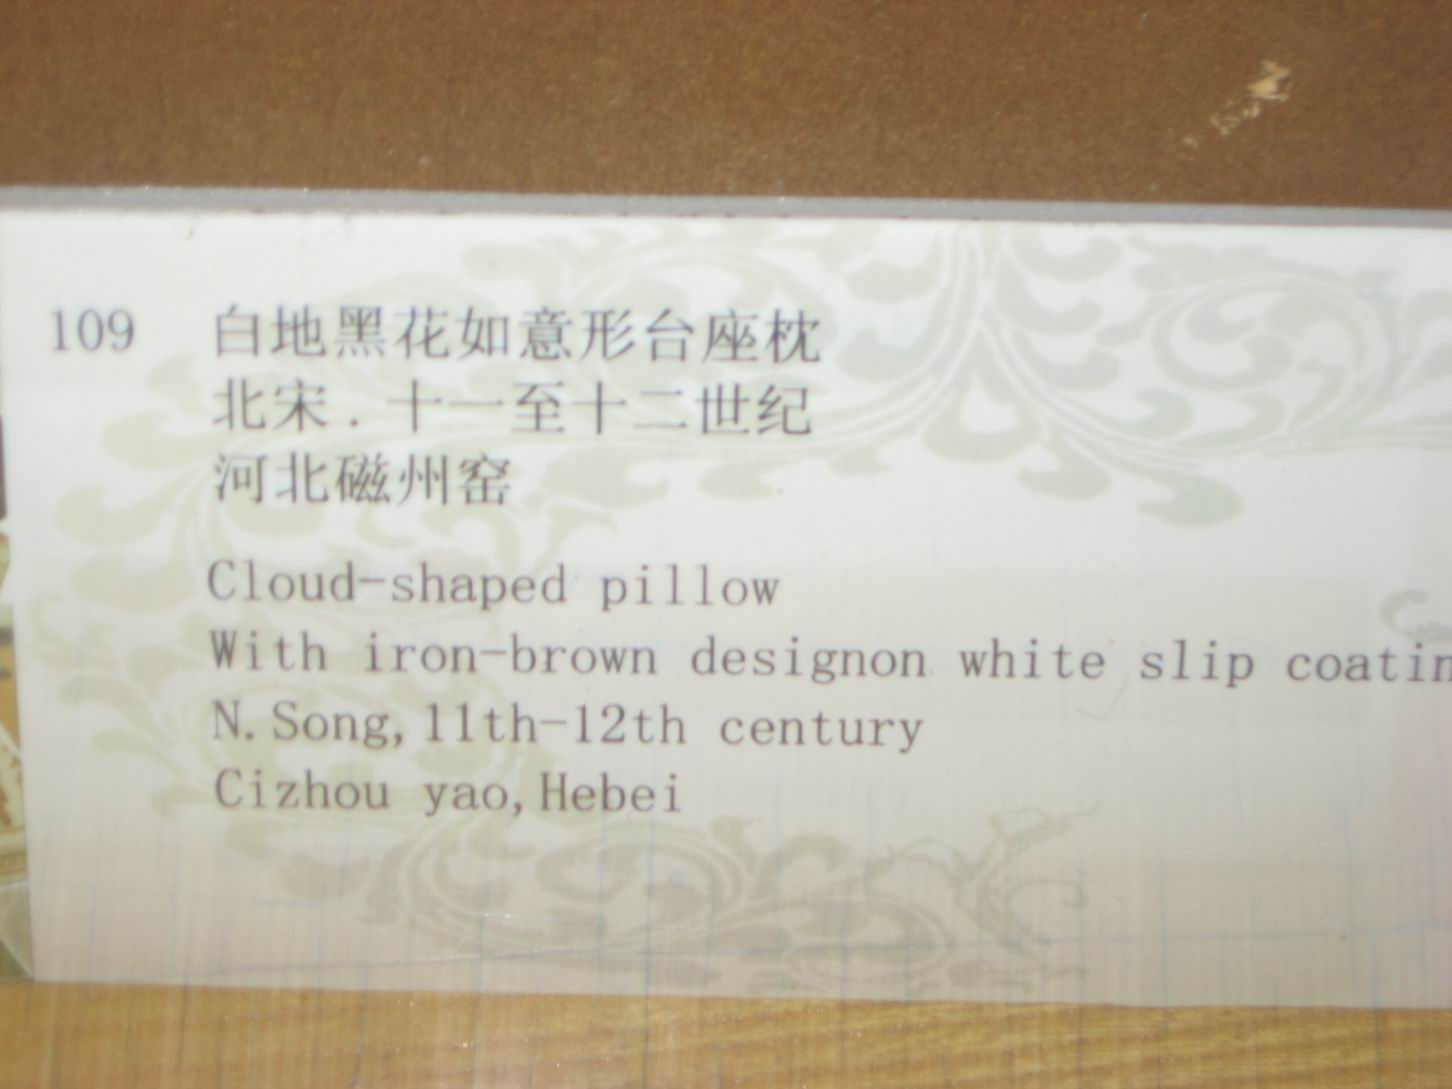 109 白地黑花如意形台座枕
北宋．十一至十二世纪
河北磁州窑
Cloud-shaped pillow
With iron-brown designon white slip coatin
N. Song, 11th-12th century
Cizhou yao, Hebei